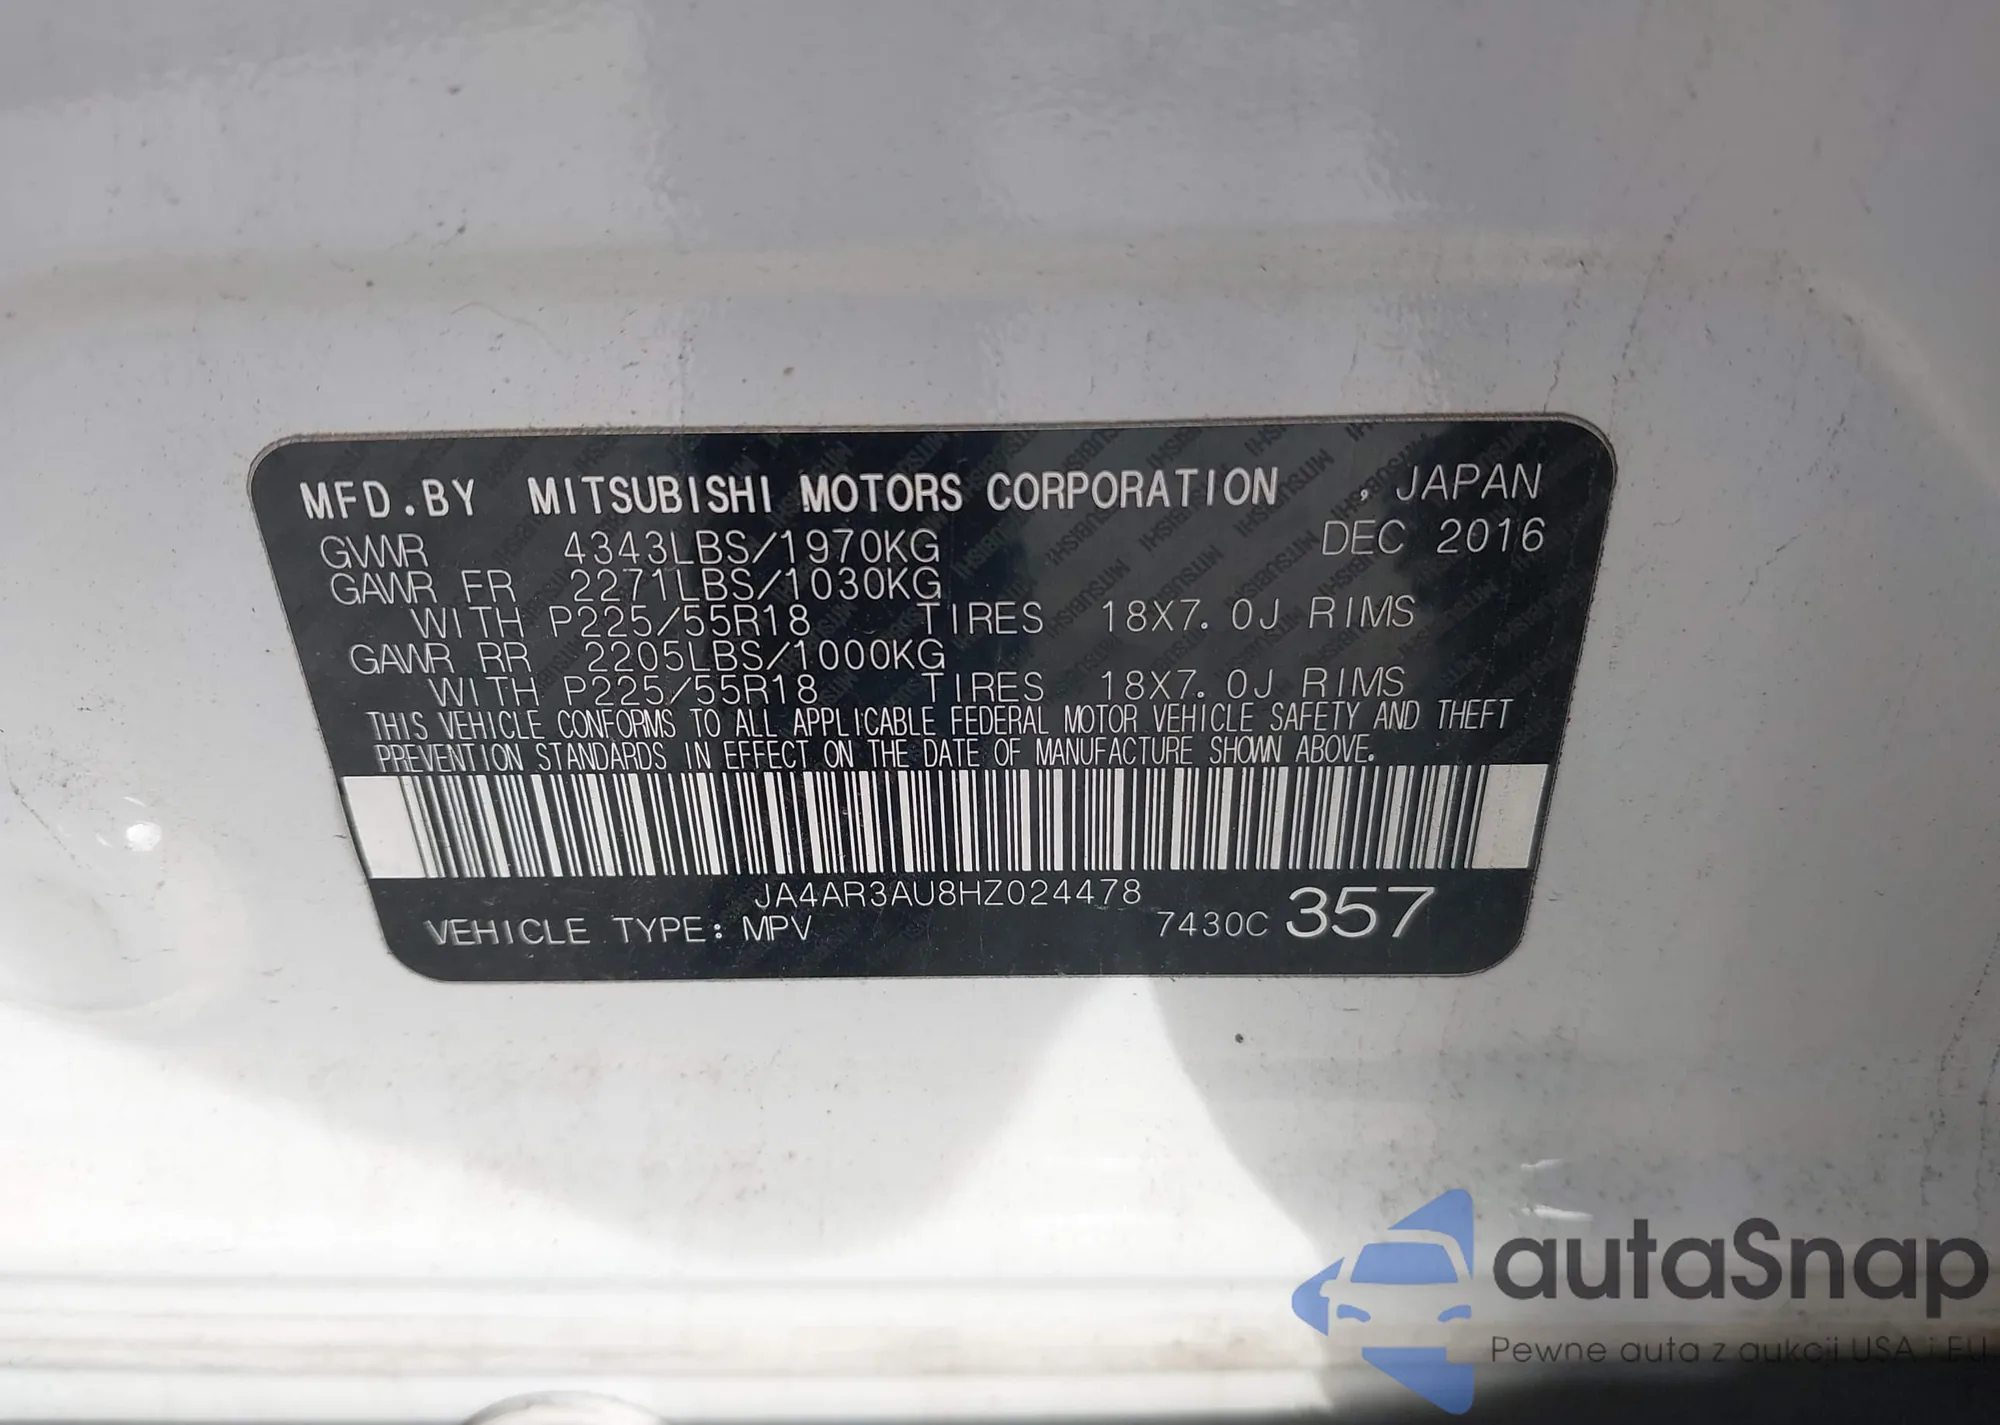 MFD.BY MITSUBISHI MOTORS CORPORATION , JAPAN
GVWR 4343LBS/1970KG DEC 2016
GAWR FR 2271LBS/1030KG
WITH P225/55R18 TIRES 18X7.0J RIMS
GAWR RR 2205LBS/1000KG
WITH P225/55R18 TIRES 18X7.0J RIMS
THIS VEHICLE CONFORMS TO ALL APPLICABLE FEDERAL MOTOR VEHICLE SAFETY AND THEFT
PREVENTION STANDARDS IN EFFECT ON THE DATE OF MANUFACTURE SHOWN ABOVE.
JA4AR3AU8HZ024478
VEHICLE TYPE: MPV 7430C 357
autoSnap
Pewne auta z aukcji USA i EU